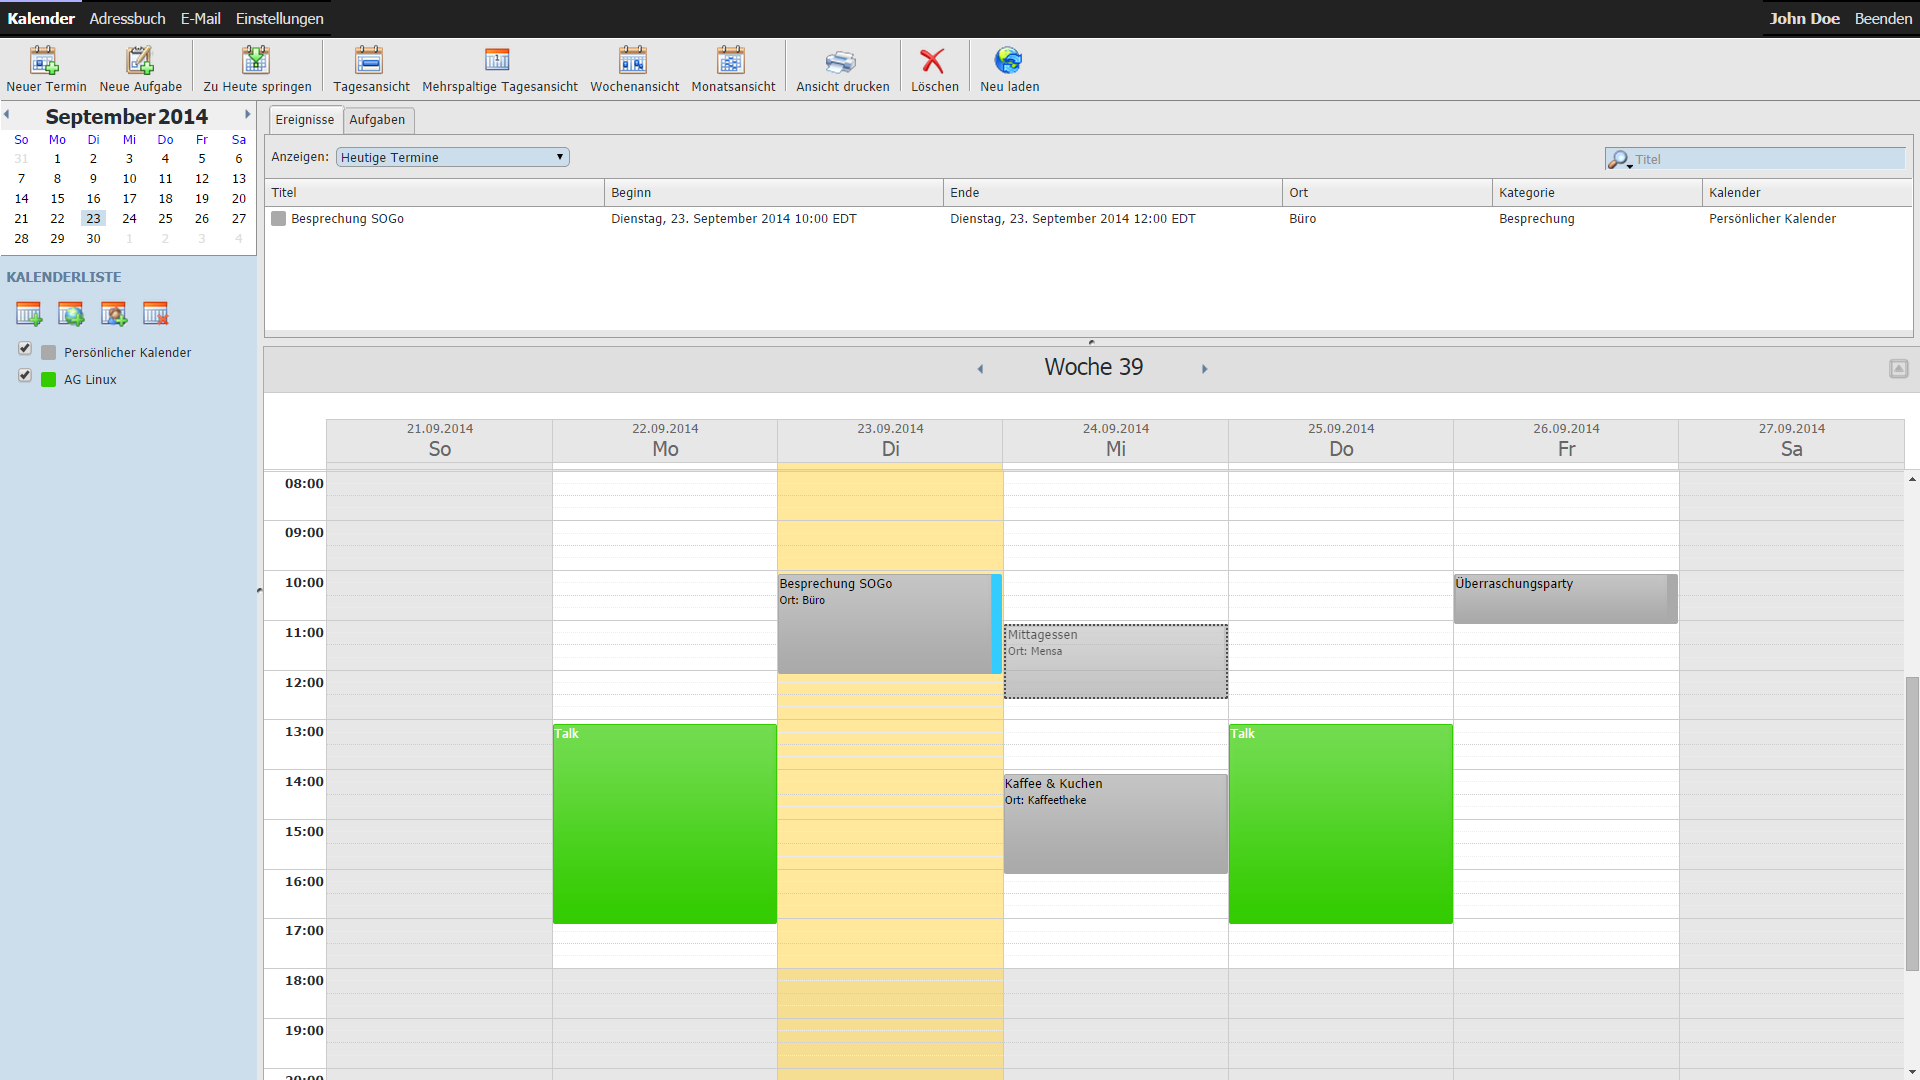 Kalender Adressbuch E-Mail Einstellungen John Doe Beenden
Neuer Termin Neue Aufgabe Zu Heute springen Tagesansicht Mehrspaltige Tagesansicht Wochenansicht Monatsansicht Ansicht drucken Löschen Neu laden
September 2014
So Mo Di Mi Do Fr Sa
31 1 2 3 4 5 6
7 8 9 10 11 12 13
14 15 16 17 18 19 20
21 22 23 24 25 26 27
28 29 30 1 2 3 4
KALENDERLISTE
Persönlicher Kalender
AG Linux
Ereignisse Aufgaben
Anzeigen: Heutige Termine Titel
Titel Beginn Ende Ort Kategorie Kalender
Besprechung SOGo Dienstag, 23. September 2014 10:00 EDT Dienstag, 23. September 2014 12:00 EDT Büro Besprechung Persönlicher Kalender
Woche 39
21.09.2014 22.09.2014 23.09.2014 24.09.2014 25.09.2014 26.09.2014 27.09.2014
So Mo Di Mi Do Fr Sa
08:00
09:00
10:00
11:00
12:00
13:00
14:00
15:00
16:00
17:00
18:00
19:00
20:00
Talk
Besprechung SOGo
Ort: Büro
Mittagessen
Ort: Mensa
Kaffee & Kuchen
Ort: Kaffeetheke
Talk
Überraschungsparty